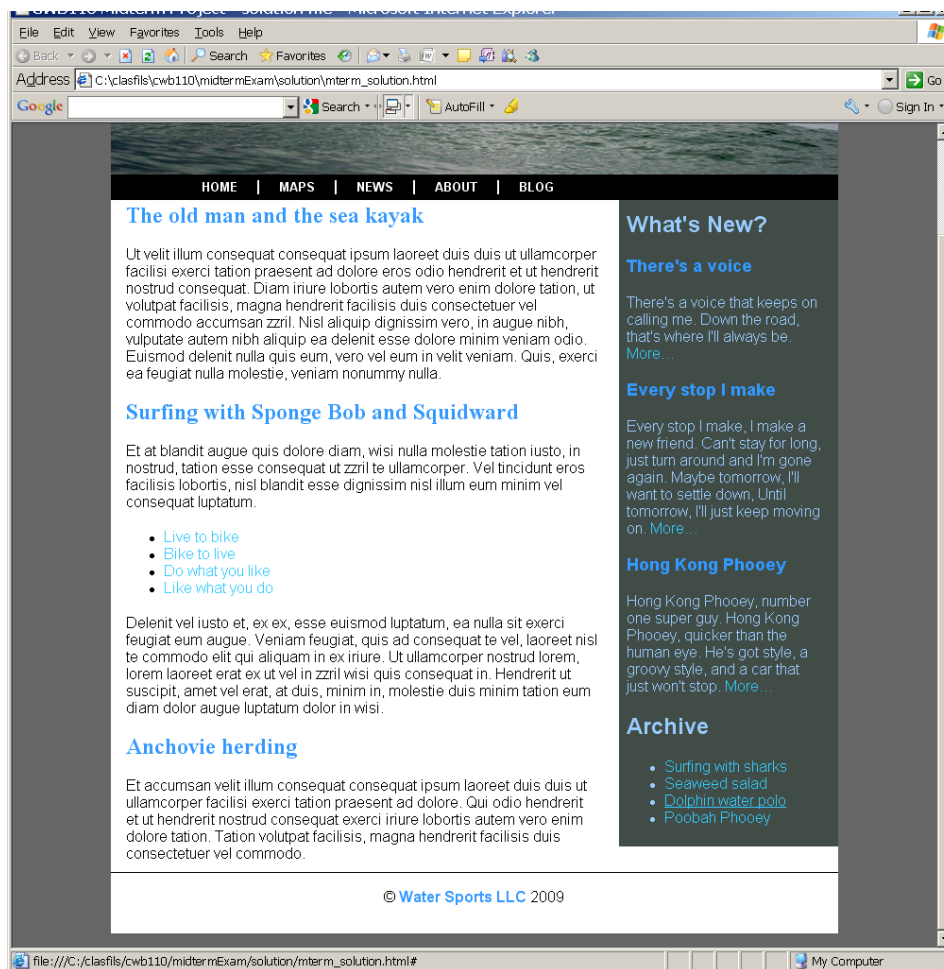 CWB110 Midterm Project - solution file - Microsoft Internet Explorer
File Edit View Favorites Tools Help
Back Search Favorites
Address C:\clasfils\cwb110\midtermExam\solution\mterm_solution.html Go
Google Search AutoFill Sign In
HOME | MAPS | NEWS | ABOUT | BLOG
The old man and the sea kayak
Ut velit illum consequat consequat ipsum laoreet duis duis ut ullamcorper
facilisi exerci tation praesent ad dolore eros odio hendrerit et ut hendrerit
nostrud consequat. Diam iriure lobortis autem vero enim dolore tation, ut
volutpat facilisis, magna hendrerit facilisis duis consectetuer vel
commodo accumsan zzril. Nisl aliquip dignissim vero, in augue nibh,
vulputate autem nibh aliquip ea delenit esse dolore minim veniam odio.
Euismod delenit nulla quis eum, vero vel eum in velit veniam. Quis, exerci
ea feugiat nulla molestie, veniam nonummy nulla.
Surfing with Sponge Bob and Squidward
Et at blandit augue quis dolore diam, wisi nulla molestie tation iusto, in
nostrud, tation esse consequat ut zzril te ullamcorper. Vel tincidunt eros
facilisis lobortis, nisl blandit esse dignissim nisl illum eum minim vel
consequat luptatum.
• Live to bike
• Bike to live
• Do what you like
• Like what you do
Delenit vel iusto et, ex ex, esse euismod luptatum, ea nulla sit exerci
feugiat eum augue. Veniam feugiat, quis ad consequat te vel, laoreet nisl
te commodo elit qui aliquam in ex iriure. Ut ullamcorper nostrud lorem,
lorem laoreet erat ex ut vel in zzril wisi quis consequat in. Hendrerit ut
suscipit, amet vel erat, at duis, minim in, molestie duis minim tation eum
diam dolor augue luptatum dolor in wisi.
Anchovie herding
Et accumsan velit illum consequat consequat ipsum laoreet duis duis ut
ullamcorper facilisi exerci tation praesent ad dolore. Qui odio hendrerit
et ut hendrerit nostrud consequat exerci iriure lobortis autem vero enim
dolore tation. Tation volutpat facilisis, magna hendrerit facilisis duis
consectetuer vel commodo.
What's New?
There's a voice
There's a voice that keeps on
calling me. Down the road,
that's where I'll always be.
More...
Every stop I make
Every stop I make, I make a
new friend. Can't stay for long,
just turn around and I'm gone
again. Maybe tomorrow, I'll
want to settle down, Until
tomorrow, I'll just keep moving
on. More...
Hong Kong Phooey
Hong Kong Phooey, number
one super guy. Hong Kong
Phooey, quicker than the
human eye. He's got style, a
groovy style, and a car that
just won't stop. More...
Archive
• Surfing with sharks
• Seaweed salad
• Dolphin water polo
• Poobah Phooey
© Water Sports LLC 2009
file:///C:/clasfils/cwb110/midtermExam/solution/mterm_solution.html# My Computer